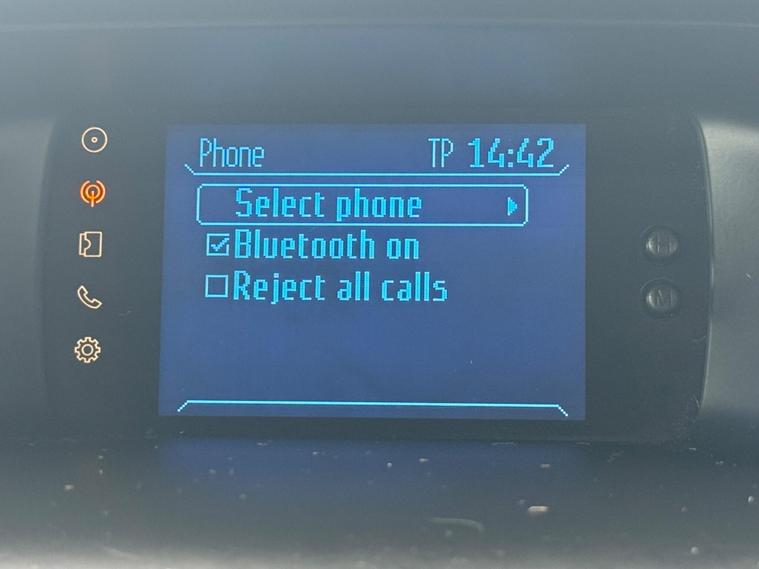 Phone TP 14:42
Select phone
Bluetooth on
Reject all calls
H
M